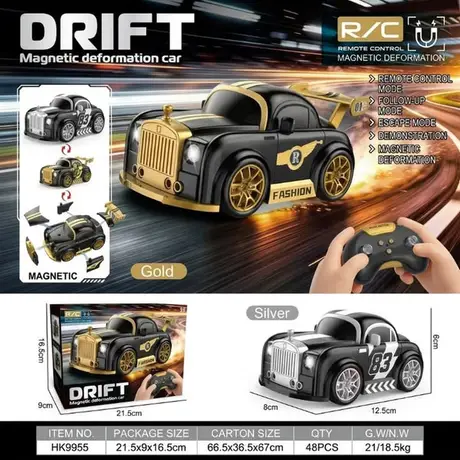 DRIFT
Magnetic deformation car
R/C
REMOTE CONTROL
MAGNETIC DEFORMATION
REMOTE CONTROL MODE
FOLLOW-UP MODE
ESCAPE MODE
DEMONSTRATION
MAGNETIC DEFORMATION
83
R
FASHION
MAGNETIC
Gold
R/C
DRIFT
Magnetic deformation car
16.5cm
9cm
21.5cm
Silver
83
6cm
8cm
12.5cm
ITEM NO. PACKAGE SIZE CARTON SIZE QTY G.W/N.W
HK9955 21.5x9x16.5cm 66.5x36.5x67cm 48PCS 21/18.5kg